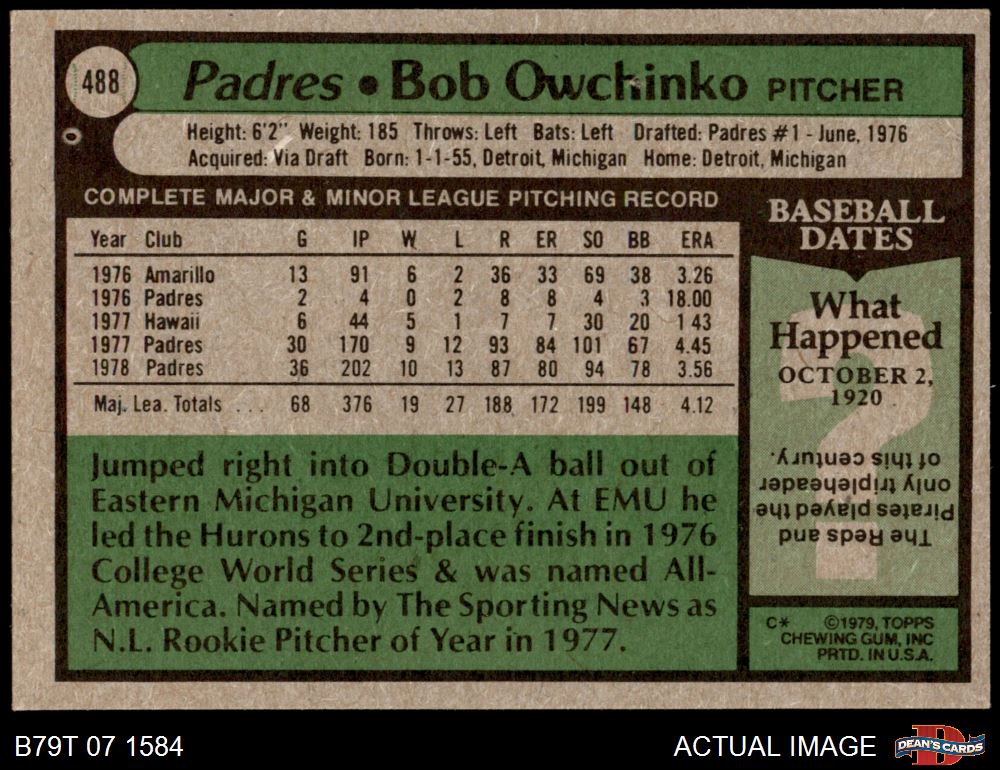 488
Padres • Bob Owchinko PITCHER
Height: 6'2" Weight: 185 Throws: Left Bats: Left Drafted: Padres #1 - June, 1976
Acquired: Via Draft Born: 1-1-55, Detroit, Michigan Home: Detroit, Michigan
COMPLETE MAJOR & MINOR LEAGUE PITCHING RECORD
Year Club G IP W L R ER SO BB ERA
1976 Amarillo 13 91 6 2 36 33 69 38 3.26
1976 Padres 2 4 0 2 8 8 4 3 18.00
1977 Hawaii 6 44 5 1 7 7 30 20 1 43
1977 Padres 30 170 9 12 93 84 101 67 4.45
1978 Padres 36 202 10 13 87 80 94 78 3.56
Maj. Lea. Totals ... 68 376 19 27 188 172 199 148 4.12
Jumped right into Double-A ball out of
Eastern Michigan University. At EMU he
led the Hurons to 2nd-place finish in 1976
College World Series & was named All-
America. Named by The Sporting News as
N.L. Rookie Pitcher of Year in 1977.
BASEBALL
DATES
What
Happened
OCTOBER 2,
1920
The Reds and
Pirates played the
only tripleheader
of this century.
C* ©1979, TOPPS
CHEWING GUM, INC
PRTD. IN U.S.A.
B79T 07 1584
ACTUAL IMAGE
D
DEAN'S CARDS